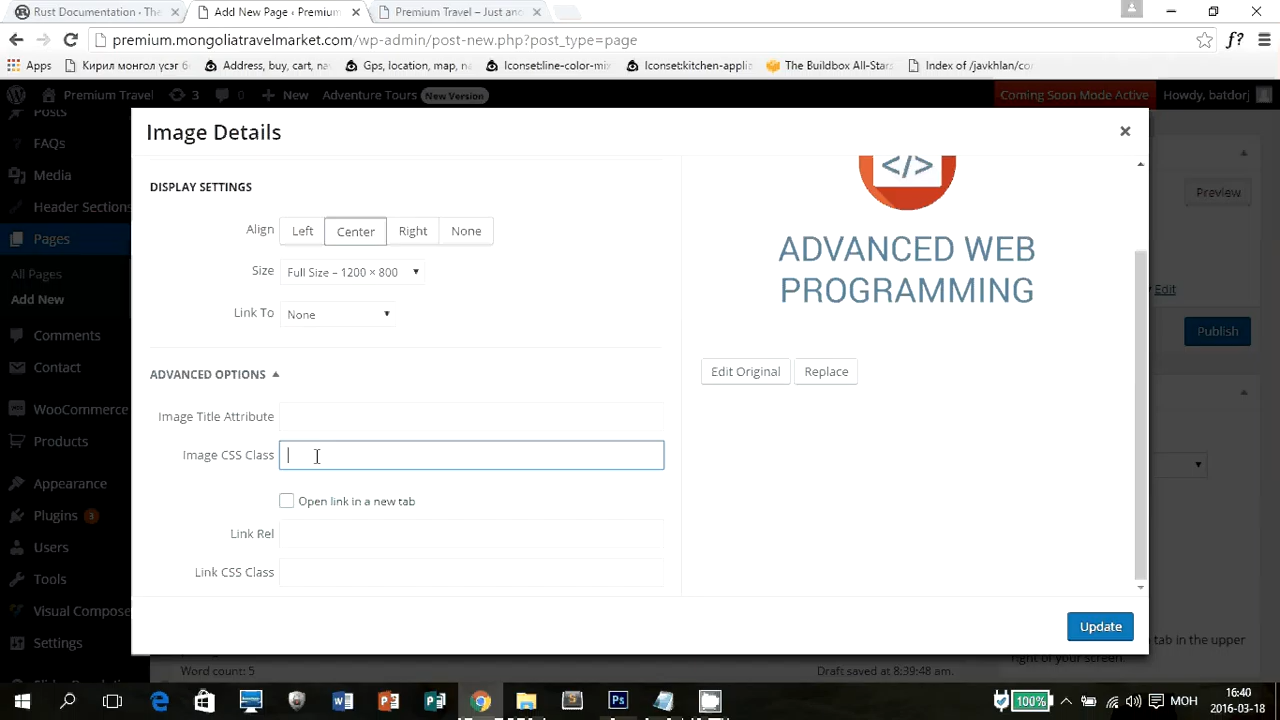 Rust Documentation · The
Add New Page ‹ Premium
Premium Travel – Just an
premium.mongoliatravelmarket.com/wp-admin/post-new.php?post_type=page
Apps
Кирил монгол үсэг
Address, buy, cart, na
Gps, location, map, n
Iconset:line-color-mix
Iconset:kitchen-applia
The Buildbox All-Stars
Index of /javkhlan/co
Premium Travel
3
0
New
Adventure Tours
New Version
Coming Soon Mode Active
Howdy, batdorj
Posts
FAQs
Media
Header Sections
Pages
All Pages
Add New
Comments
Contact
WooCommerce
Products
Appearance
Plugins 3
Users
Tools
Visual Compose
Settings
Image Details
DISPLAY SETTINGS
Align
Left
Center
Right
None
Size
Full Size – 1200 × 800
Link To
None
ADVANCED OPTIONS
Image Title Attribute
Image CSS Class
Open link in a new tab
Link Rel
Link CSS Class
</>
ADVANCED WEB
PROGRAMMING
Edit Original
Replace
Update
Preview
Edit
Publish
tab in the upper
right of your screen.
Word count: 5
Draft saved at 8:39:48 am.
100%
МОН
16:40
2016-03-18